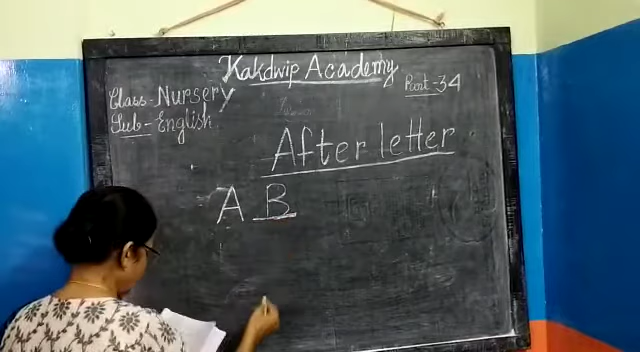 Kakdwip Academy
Part-34
Class-Nursery
Sub-English
After letter
A B